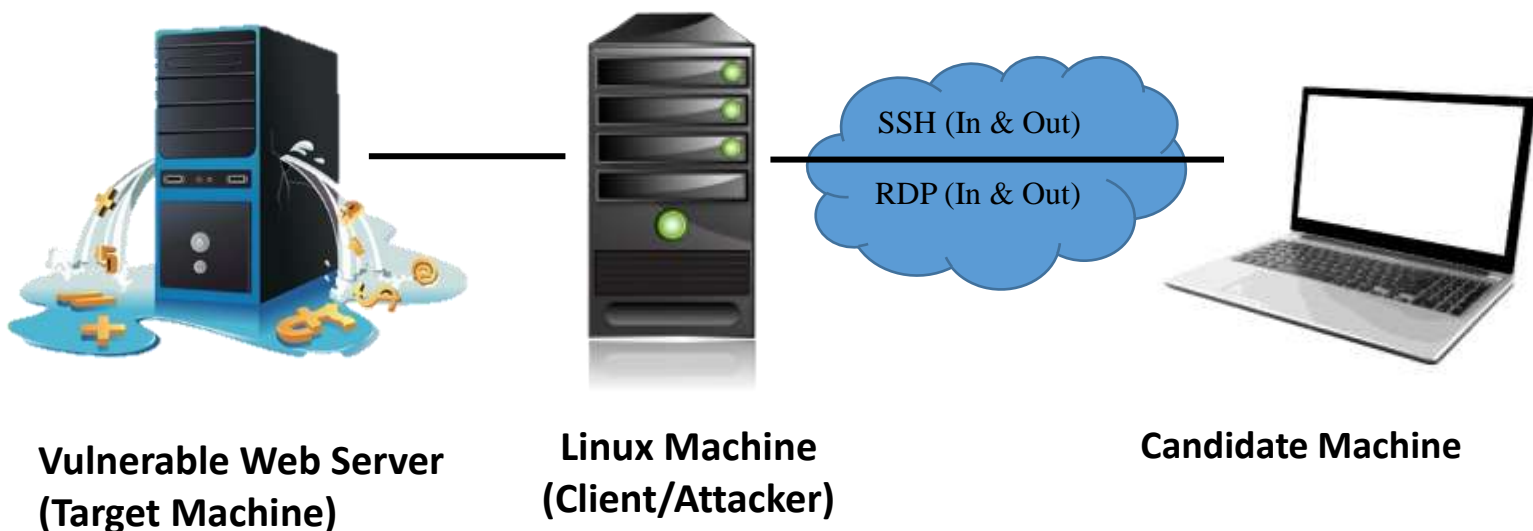 SSH (In & Out)
RDP (In & Out)
Vulnerable Web Server
(Target Machine)
Linux Machine
(Client/Attacker)
Candidate Machine